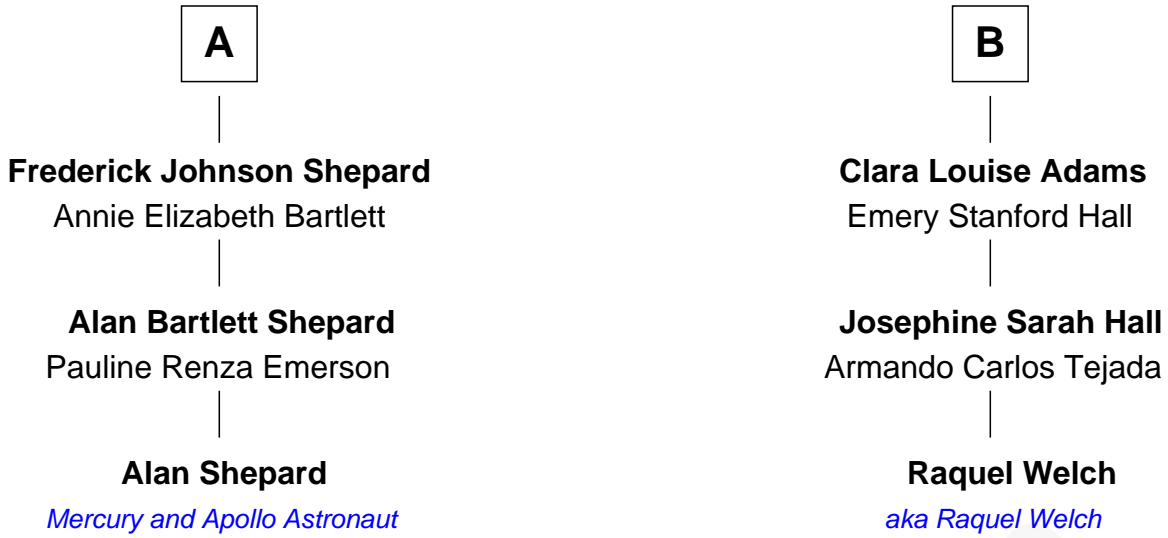 A
Frederick Johnson Shepard
Annie Elizabeth Bartlett
Alan Bartlett Shepard
Pauline Renza Emerson
Alan Shepard
Mercury and Apollo Astronaut
B
Clara Louise Adams
Emery Stanford Hall
Josephine Sarah Hall
Armando Carlos Tejada
Raquel Welch
aka Raquel Welch